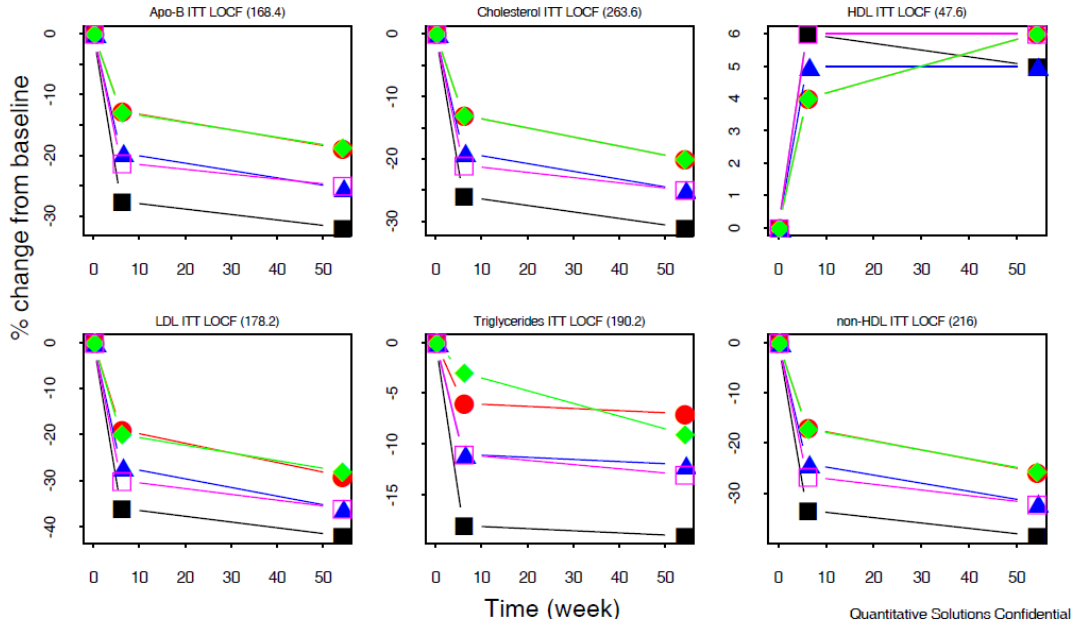 Apo-B ITT LOCF (168.4)
Cholesterol ITT LOCF (263.6)
HDL ITT LOCF (47.6)
0
-10
-20
-30
0 10 20 30 40 50
0
-10
-20
-30
0 10 20 30 40 50
6
5
4
3
2
1
0
0 10 20 30 40 50
% change from baseline
LDL ITT LOCF (178.2)
Triglycerides ITT LOCF (190.2)
non-HDL ITT LOCF (216)
0
-10
-20
-30
-40
0 10 20 30 40 50
0
-5
-10
-15
0 10 20 30 40 50
0
-10
-20
-30
0 10 20 30 40 50
Time (week)
Quantitative Solutions Confidential